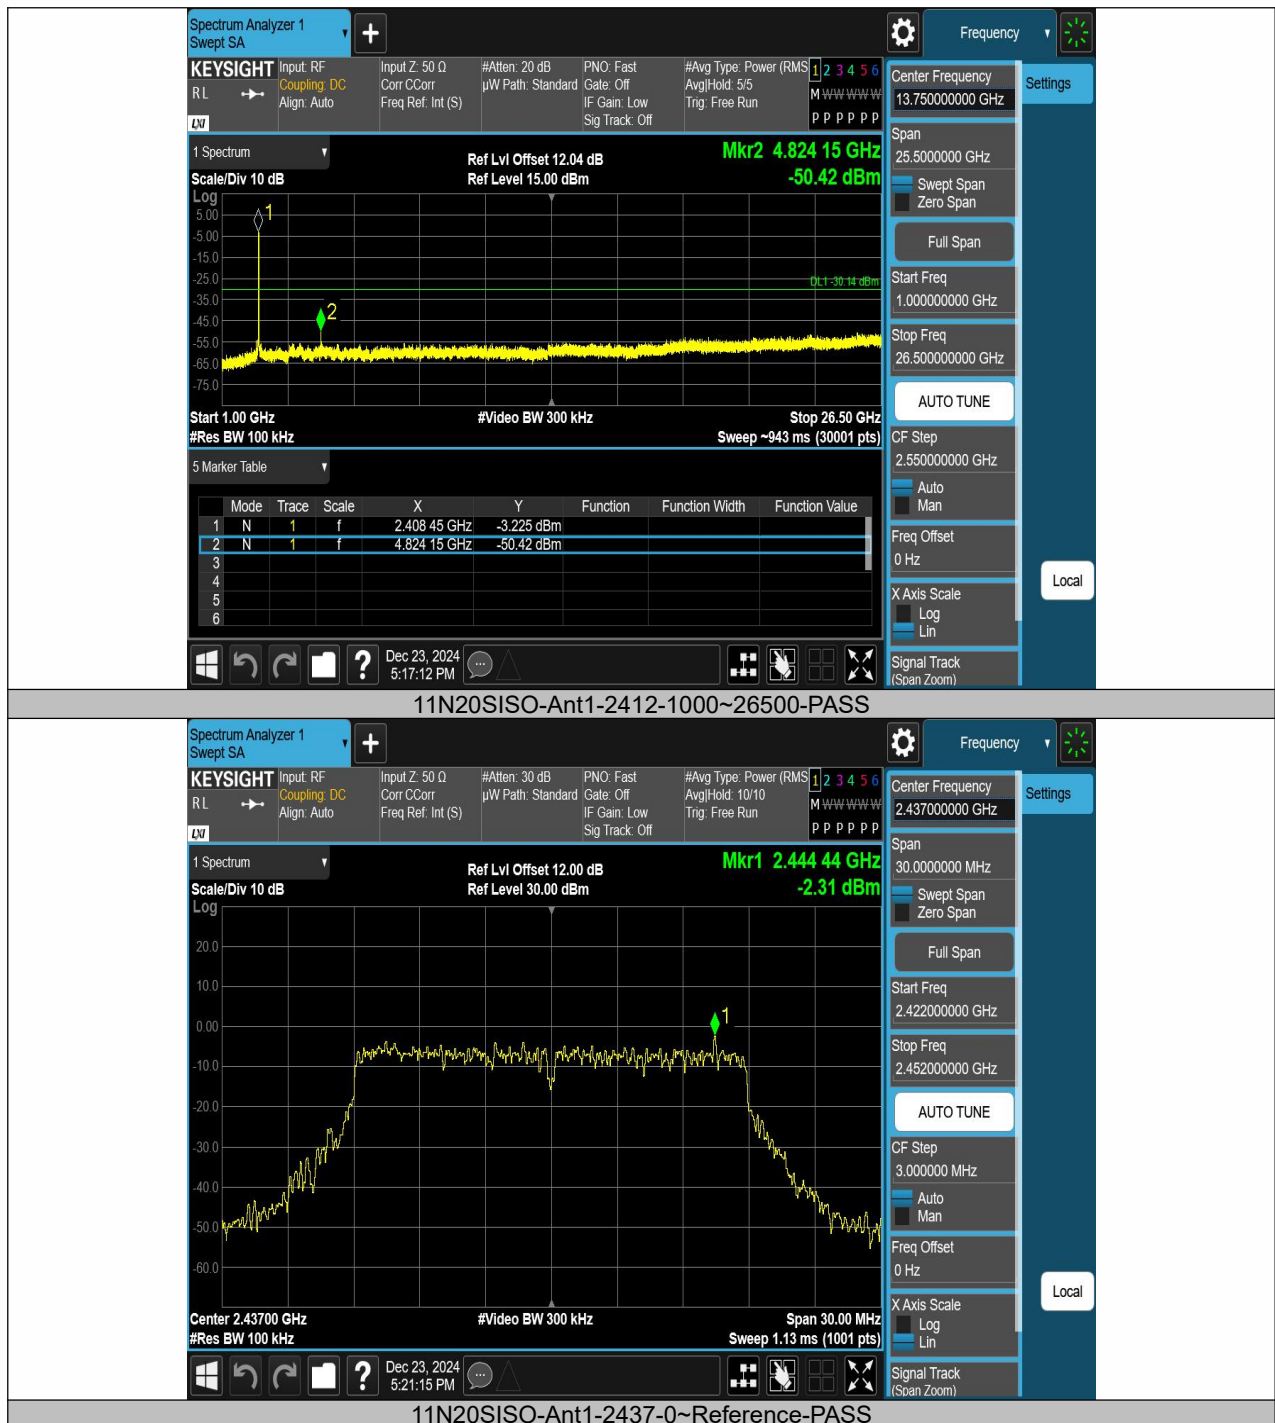 Spectrum Analyzer 1
Swept SA
Frequency
KEYSIGHT
RL
LXI
Input: RF
Coupling: DC
Align: Auto
Input Z: 50 Ω
Corr CCorr
Freq Ref: Int (S)
#Atten: 20 dB
µW Path: Standard
PNO: Fast
Gate: Off
IF Gain: Low
Sig Track: Off
#Avg Type: Power (RMS
Avg|Hold: 5/5
Trig: Free Run
1 2 3 4 5 6
M W W W W W
P P P P P P
1 Spectrum
Scale/Div 10 dB
Ref Lvl Offset 12.04 dB
Ref Level 15.00 dBm
Mkr2 4.824 15 GHz
-50.42 dBm
Log
5.00
-5.00
-15.0
-25.0
-35.0
-45.0
-55.0
-65.0
-75.0
1
2
DL1 -30.14 dBm
Start 1.00 GHz
#Res BW 100 kHz
#Video BW 300 kHz
Stop 26.50 GHz
Sweep ~943 ms (30001 pts)
5 Marker Table
Mode Trace Scale X Y Function Function Width Function Value
1 N 1 f 2.408 45 GHz -3.225 dBm
2 N 1 f 4.824 15 GHz -50.42 dBm
3
4
5
6
Dec 23, 2024
5:17:12 PM
Center Frequency
13.750000000 GHz
Span
25.5000000 GHz
Swept Span
Zero Span
Full Span
Start Freq
1.000000000 GHz
Stop Freq
26.500000000 GHz
AUTO TUNE
CF Step
2.550000000 GHz
Auto
Man
Freq Offset
0 Hz
X Axis Scale
Log
Lin
Signal Track
(Span Zoom)
Settings
Local
11N20SISO-Ant1-2412-1000~26500-PASS
Spectrum Analyzer 1
Swept SA
Frequency
KEYSIGHT
RL
LXI
Input: RF
Coupling: DC
Align: Auto
Input Z: 50 Ω
Corr CCorr
Freq Ref: Int (S)
#Atten: 30 dB
µW Path: Standard
PNO: Fast
Gate: Off
IF Gain: Low
Sig Track: Off
#Avg Type: Power (RMS
Avg|Hold: 10/10
Trig: Free Run
1 2 3 4 5 6
M W W W W W
P P P P P P
1 Spectrum
Scale/Div 10 dB
Ref Lvl Offset 12.00 dB
Ref Level 30.00 dBm
Mkr1 2.444 44 GHz
-2.31 dBm
Log
20.0
10.0
0.00
-10.0
-20.0
-30.0
-40.0
-50.0
-60.0
1
Center 2.43700 GHz
#Res BW 100 kHz
#Video BW 300 kHz
Span 30.00 MHz
Sweep 1.13 ms (1001 pts)
Dec 23, 2024
5:21:15 PM
Center Frequency
2.437000000 GHz
Span
30.0000000 MHz
Swept Span
Zero Span
Full Span
Start Freq
2.422000000 GHz
Stop Freq
2.452000000 GHz
AUTO TUNE
CF Step
3.000000 MHz
Auto
Man
Freq Offset
0 Hz
X Axis Scale
Log
Lin
Signal Track
(Span Zoom)
Settings
Local
11N20SISO-Ant1-2437-0~Reference-PASS